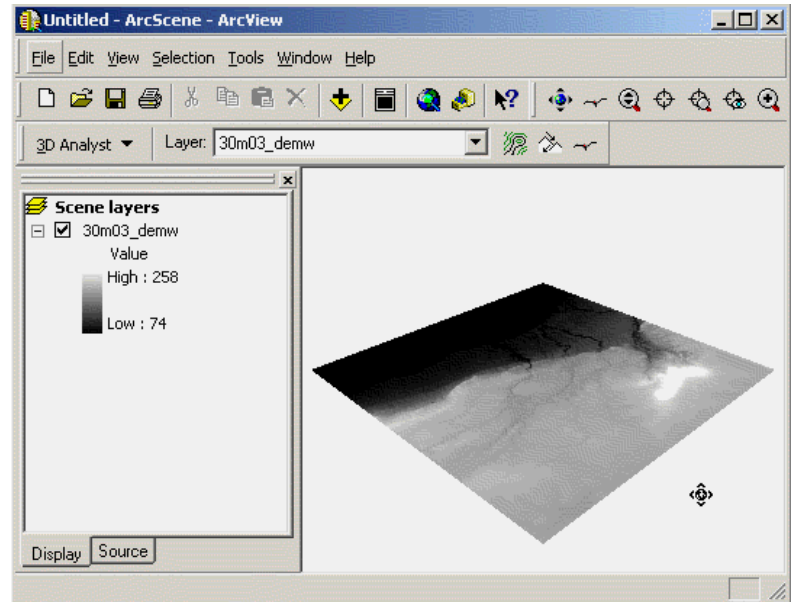 Untitled - ArcScene - ArcView
File Edit View Selection Tools Window Help
3D Analyst Layer: 30m03_demw
Scene layers
30m03_demw
Value
High : 258
Low : 74
Display Source